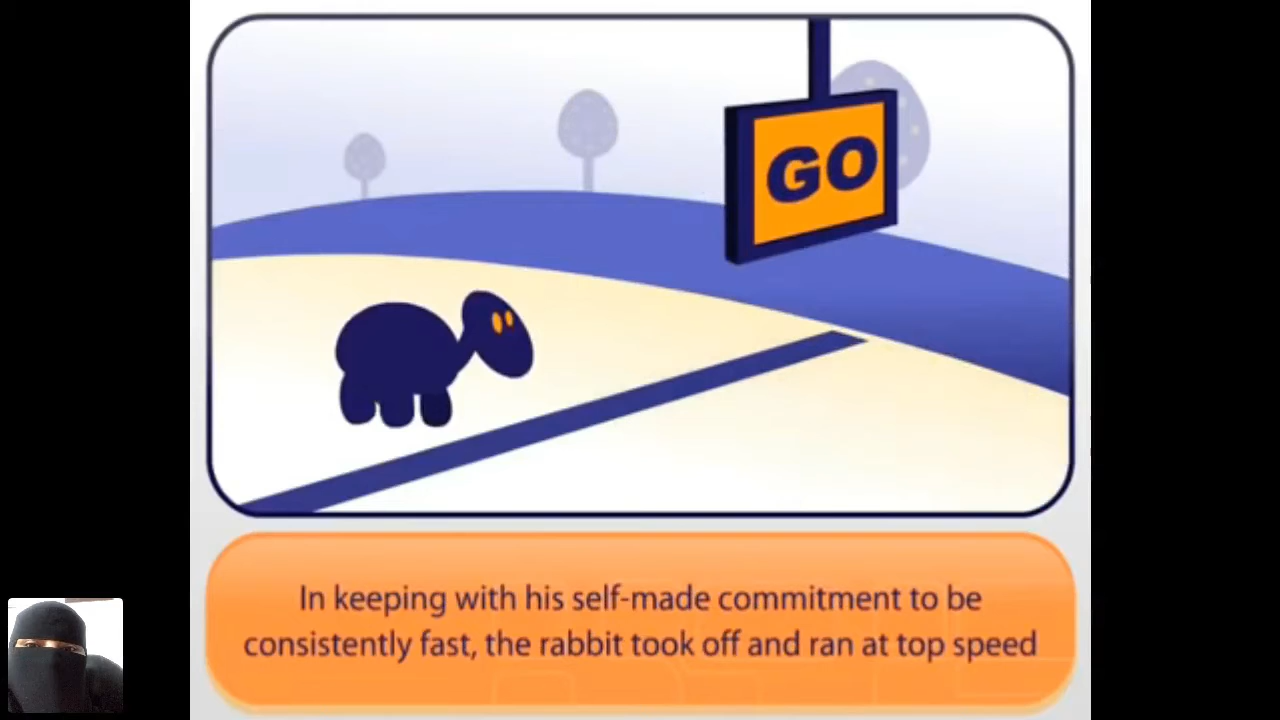 GO
In keeping with his self-made commitment to be
consistently fast, the rabbit took off and ran at top speed